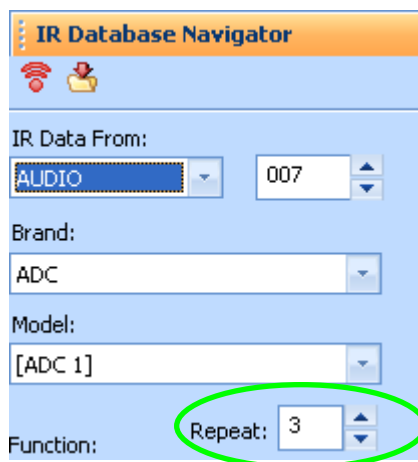 IR Database Navigator
IR Data From:
AUDIO 007
Brand:
ADC
Model:
[ADC 1]
Repeat: 3
Function: